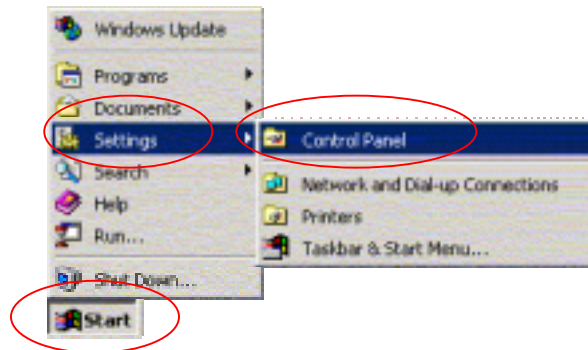 Windows Update
Programs
Documents
Settings
Search
Help
Run...
Shut Down...
Start
Control Panel
Network and Dial-up Connections
Printers
Taskbar & Start Menu...